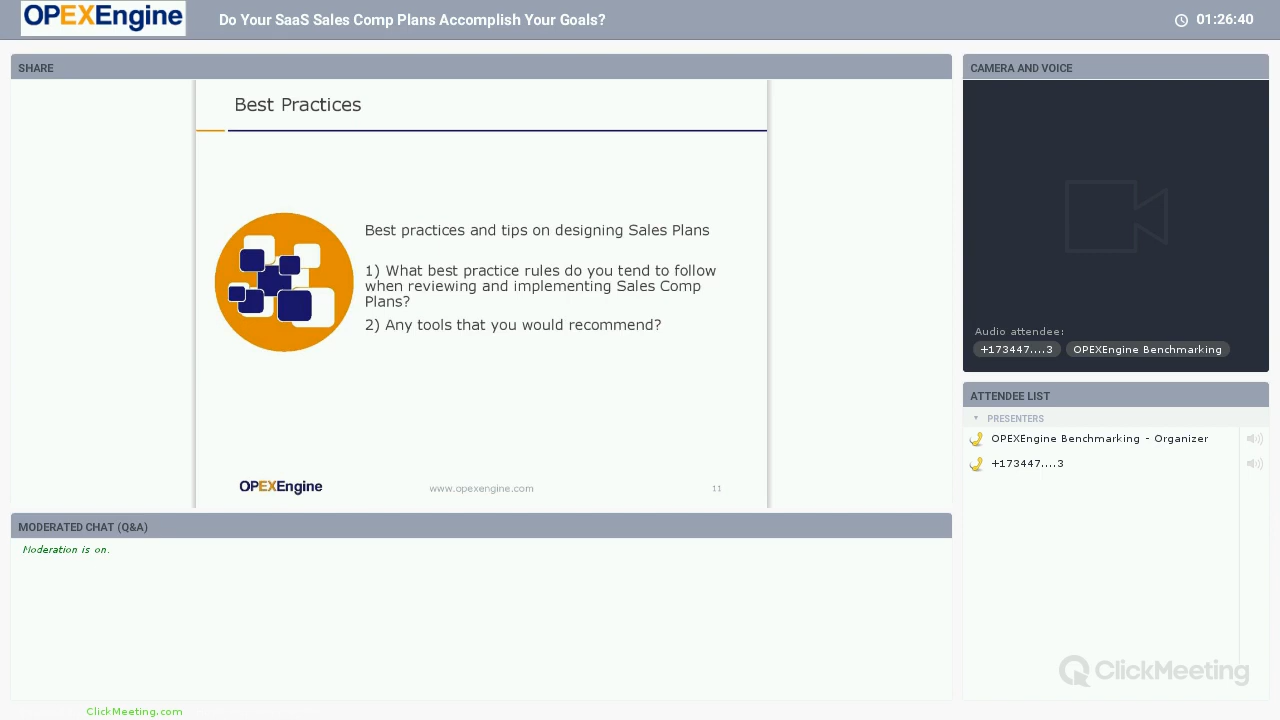 OPEXEngine
Do Your SaaS Sales Comp Plans Accomplish Your Goals?
01:26:40
SHARE
Best Practices
Best practices and tips on designing Sales Plans
1) What best practice rules do you tend to follow
when reviewing and implementing Sales Comp
Plans?
2) Any tools that you would recommend?
OPEXEngine
www.opexengine.com
11
MODERATED CHAT (Q&A)
Moderation is on.
CAMERA AND VOICE
Audio attendee:
+173447....3
OPEXEngine Benchmarking
ATTENDEE LIST
PRESENTERS
OPEXEngine Benchmarking - Organizer
+173447....3
ClickMeeting
ClickMeeting.com